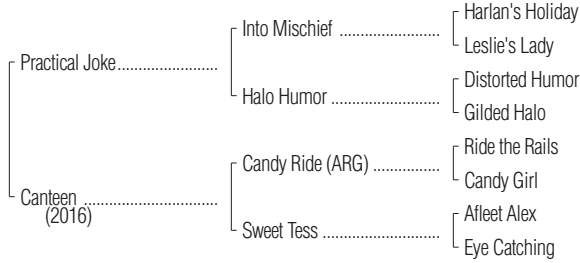 Harlan's Holiday
Into Mischief
Leslie's Lady
Practical Joke
Distorted Humor
Halo Humor
Gilded Halo
Ride the Rails
Candy Ride (ARG)
Candy Girl
Canteen
(2016)
Afleet Alex
Sweet Tess
Eye Catching